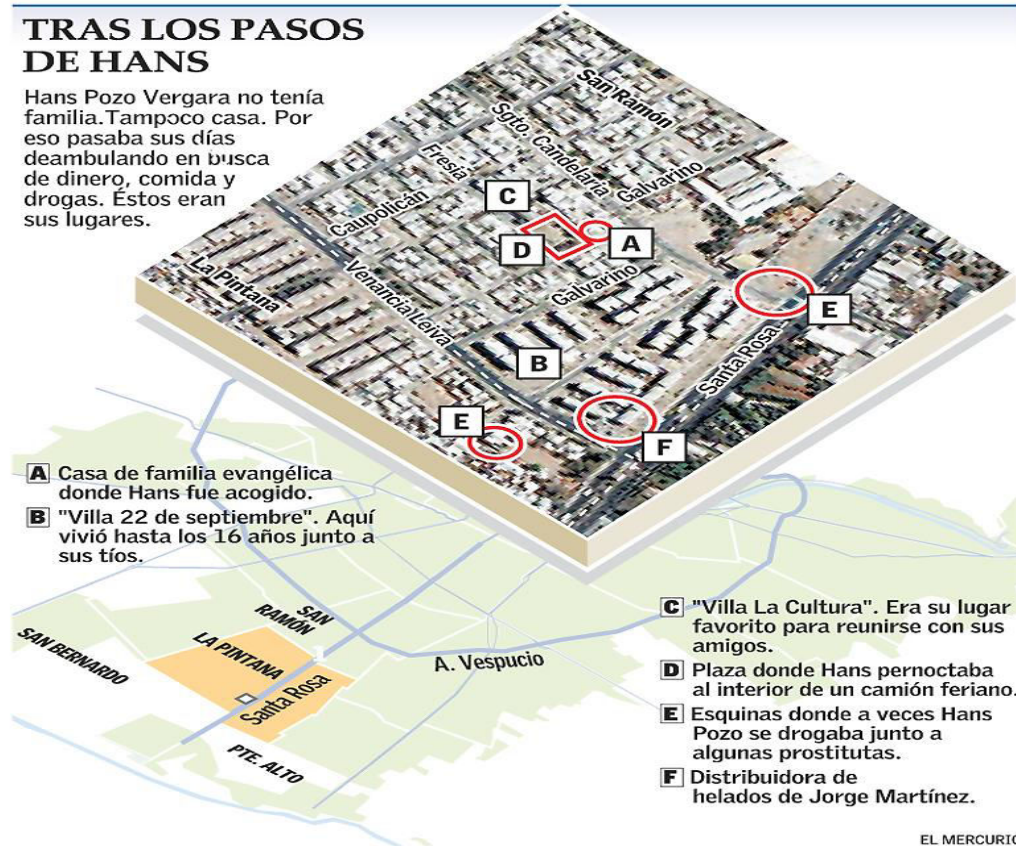 TRAS LOS PASOS
DE HANS
Hans Pozo Vergara no tenía
familia.Tampoco casa. Por
eso pasaba sus días
deambulando en busca
de dinero, comida y
drogas. Éstos eran
sus lugares.
San Ramón
Sgto. Candelaria
Fresia
Galvarino
Caupolicán
C
D
A
La Pintana
Venancia Leiva
Galvarino
E
B
Santa Rosa
E
F
A Casa de familia evangélica
donde Hans fue acogido.
B "Villa 22 de septiembre". Aquí
vivió hasta los 16 años junto a
sus tíos.
SAN
RAMÓN
LA PINTANA
SAN BERNARDO
Santa Rosa
A. Vespucio
PTE. ALTO
C "Villa La Cultura". Era su lugar
favorito para reunirse con sus
amigos.
D Plaza donde Hans pernoctaba
al interior de un camión feriano.
E Esquinas donde a veces Hans
Pozo se drogaba junto a
algunas prostitutas.
F Distribuidora de
helados de Jorge Martínez.
EL MERCURIO